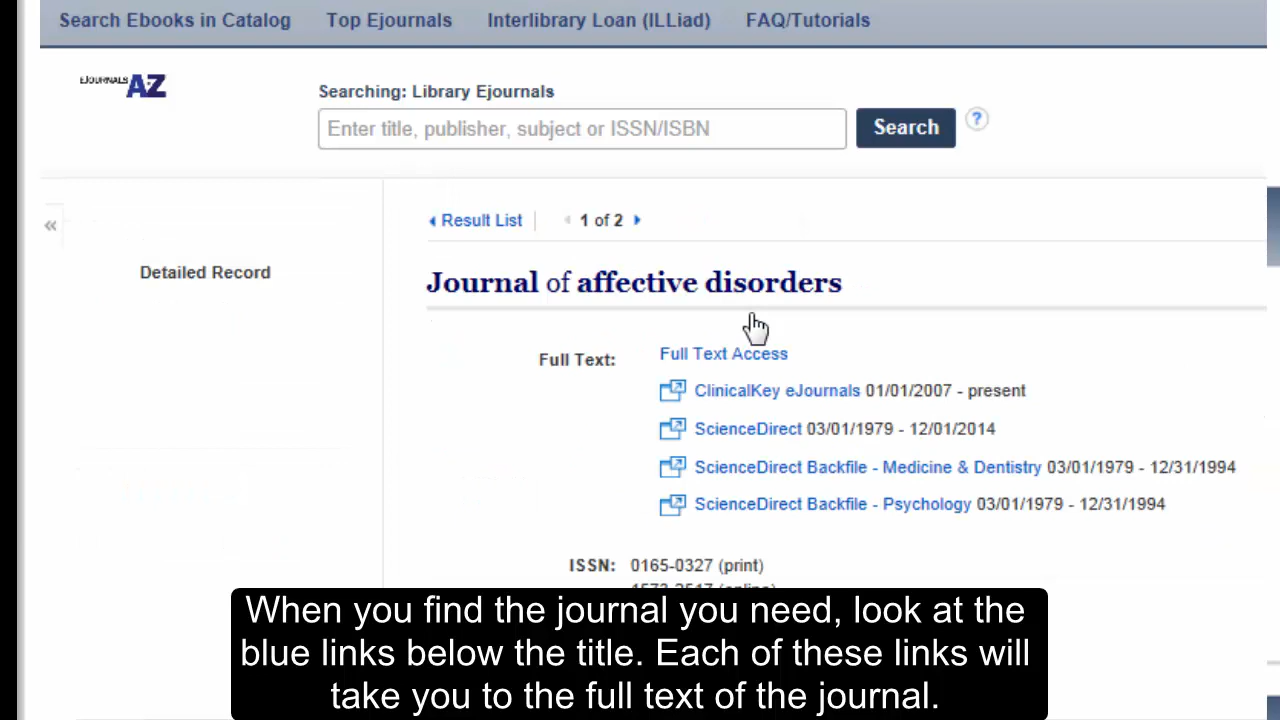 Search Ebooks in Catalog Top Ejournals Interlibrary Loan (ILLiad) FAQ/Tutorials
EJOURNALS A-Z
Searching: Library Ejournals
Enter title, publisher, subject or ISSN/ISBN Search ?
« Result List 1 of 2
Detailed Record
Journal of affective disorders
Full Text: Full Text Access
ClinicalKey eJournals 01/01/2007 - present
ScienceDirect 03/01/1979 - 12/01/2014
ScienceDirect Backfile - Medicine & Dentistry 03/01/1979 - 12/31/1994
ScienceDirect Backfile - Psychology 03/01/1979 - 12/31/1994
ISSN: 0165-0327 (print)
When you find the journal you need, look at the
blue links below the title. Each of these links will
take you to the full text of the journal.